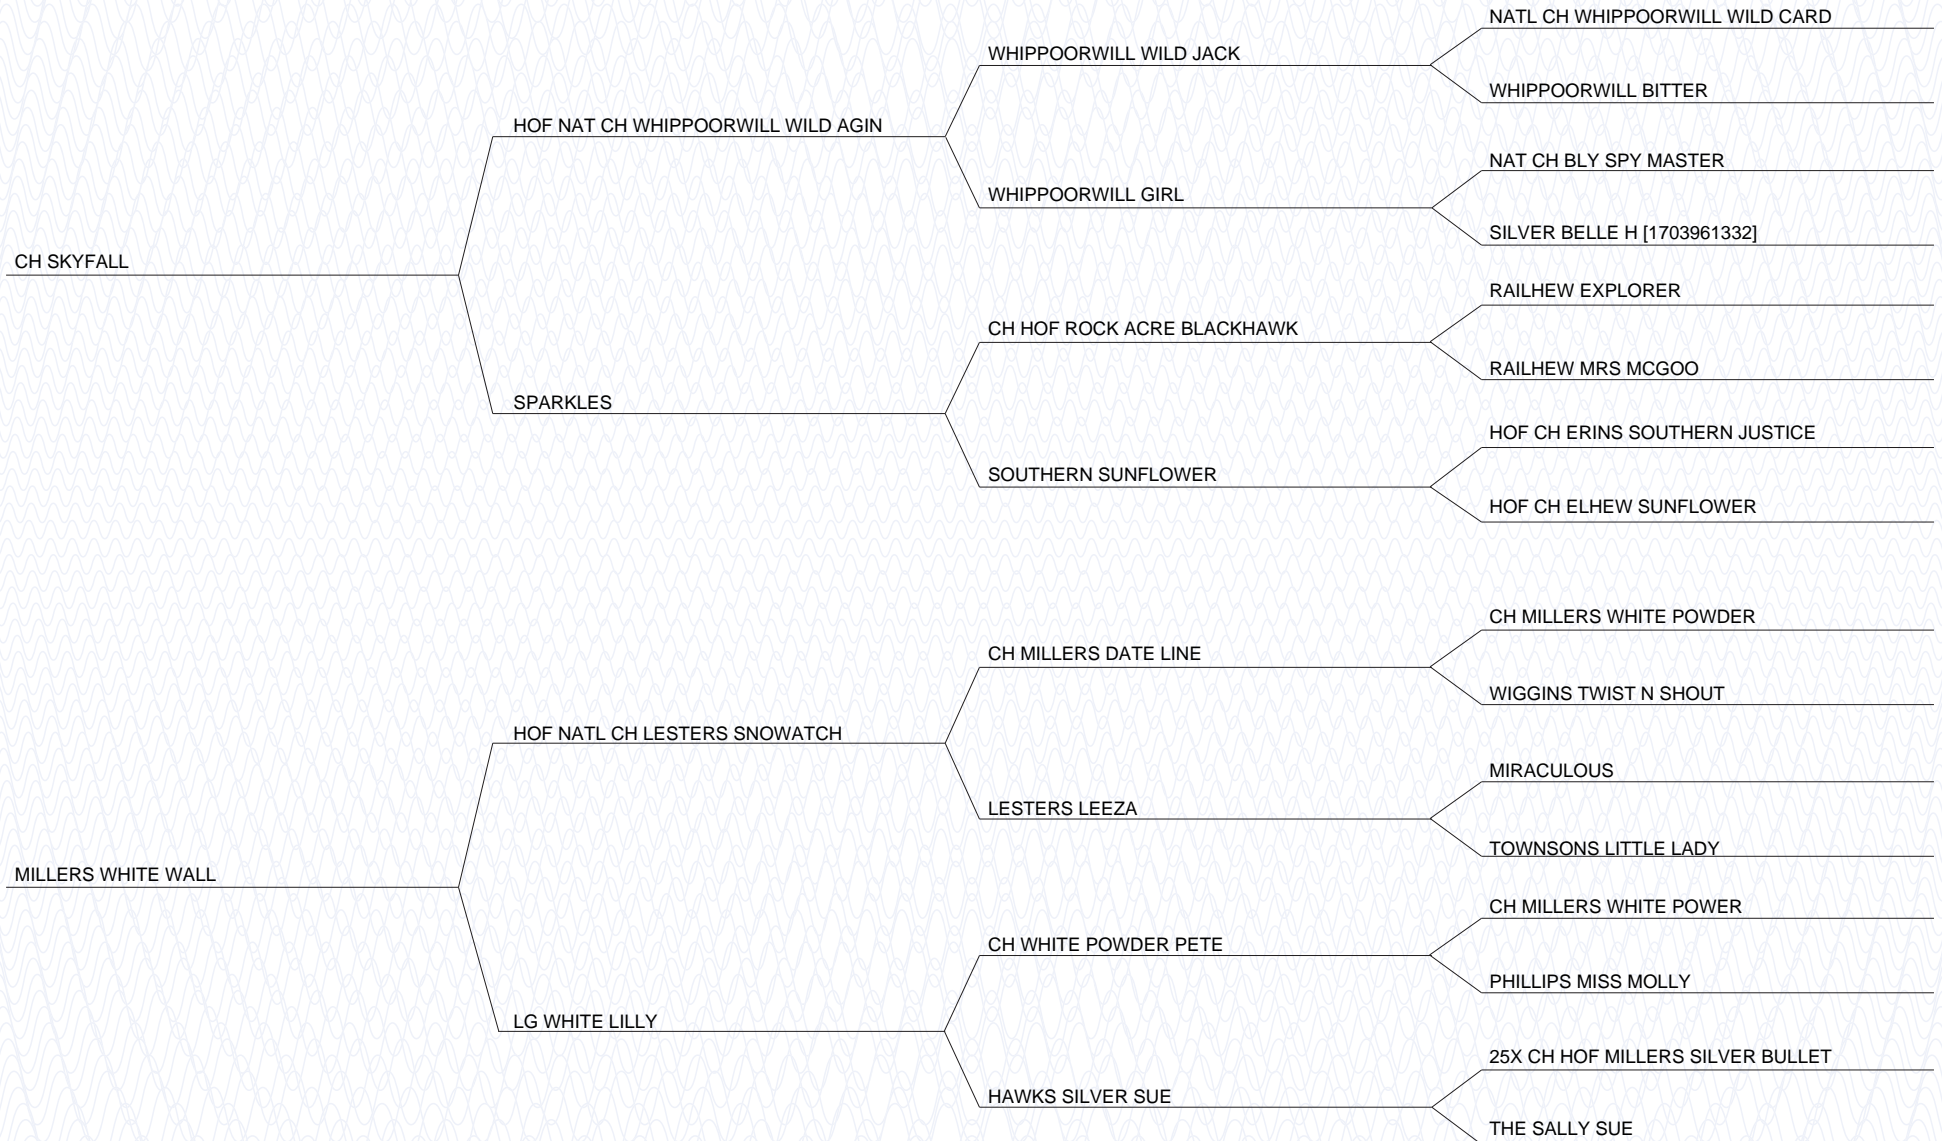 NATL CH WHIPPOORWILL WILD CARD
WHIPPOORWILL WILD JACK
WHIPPOORWILL BITTER
HOF NAT CH WHIPPOORWILL WILD AGIN
NAT CH BLY SPY MASTER
WHIPPOORWILL GIRL
SILVER BELLE H [1703961332]
CH SKYFALL
RAILHEW EXPLORER
CH HOF ROCK ACRE BLACKHAWK
RAILHEW MRS MCGOO
SPARKLES
HOF CH ERINS SOUTHERN JUSTICE
SOUTHERN SUNFLOWER
HOF CH ELHEW SUNFLOWER
CH MILLERS WHITE POWDER
CH MILLERS DATE LINE
WIGGINS TWIST N SHOUT
HOF NATL CH LESTERS SNOWATCH
MIRACULOUS
LESTERS LEEZA
TOWNSONS LITTLE LADY
MILLERS WHITE WALL
CH MILLERS WHITE POWER
CH WHITE POWDER PETE
PHILLIPS MISS MOLLY
LG WHITE LILLY
25X CH HOF MILLERS SILVER BULLET
HAWKS SILVER SUE
THE SALLY SUE